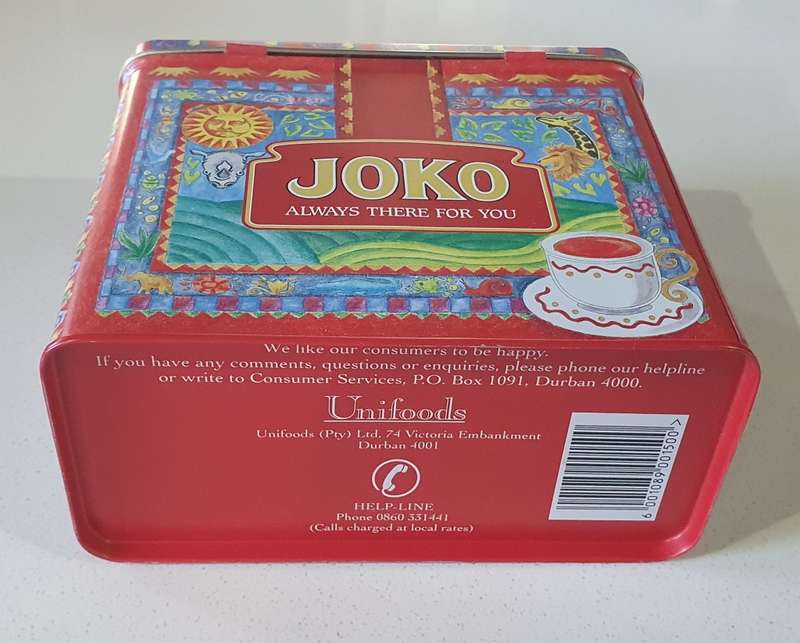 JOKO
ALWAYS THERE FOR YOU
We like our consumers to be happy.
If you have any comments, questions or enquiries, please phone our helpline
or write to Consumer Services, P.O. Box 1091, Durban 4000.
Unifoods
Unifoods (Pty) Ltd. 74 Victoria Embankment
Durban 4001
HELP-LINE
Phone 0860 331441
(Calls charged at local rates)
6 001089 001500 >